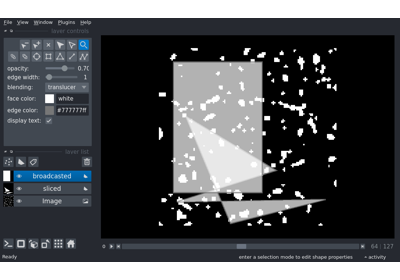 File View Window Plugins Help
layer controls
opacity: 0.70
edge width: 1
blending: translucer
face color: white
edge color: #777777ff
display text:
layer list
broadcasted
sliced
Image
64 127
Ready
enter a selection mode to edit shape properties
activity